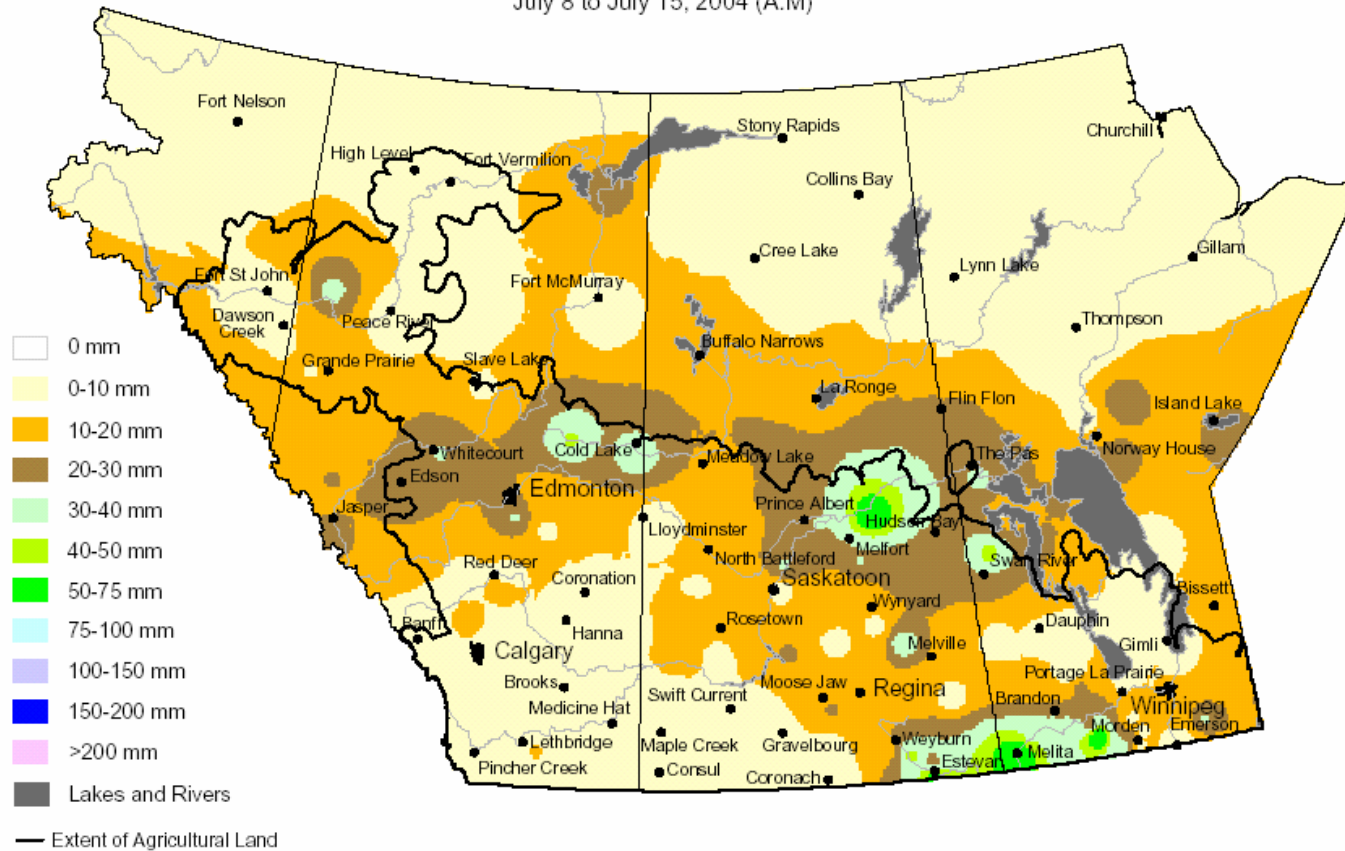 July 8 to July 15, 2004 (A.M)
Fort Nelson
Stony Rapids
Churchill
High Level
Fort Vermilion
Collins Bay
Cree Lake
Gillam
Lynn Lake
Fort St John
Fort McMurray
Dawson
Creek
Peace River
Thompson
Buffalo Narrows
Grande Prairie
Slave Lake
La Ronge
Flin Flon
Island Lake
Whitecourt
Cold Lake
Meadow Lake
The Pas
Norway House
Edson
Edmonton
Jasper
Prince Albert
Hudson Bay
Lloydminster
Melfort
North Battleford
Swan River
Red Deer
Coronation
Saskatoon
Bissett
Wynyard
Banff
Hanna
Rosetown
Dauphin
Gimli
Calgary
Melville
Portage La Prairie
Brooks
Swift Current
Moose Jaw
Regina
Brandon
Winnipeg
Medicine Hat
Morden
Emerson
Lethbridge
Maple Creek
Gravelbourg
Weyburn
Melita
Pincher Creek
Consul
Coronach
Estevan
0 mm
0-10 mm
10-20 mm
20-30 mm
30-40 mm
40-50 mm
50-75 mm
75-100 mm
100-150 mm
150-200 mm
>200 mm
Lakes and Rivers
Extent of Agricultural Land